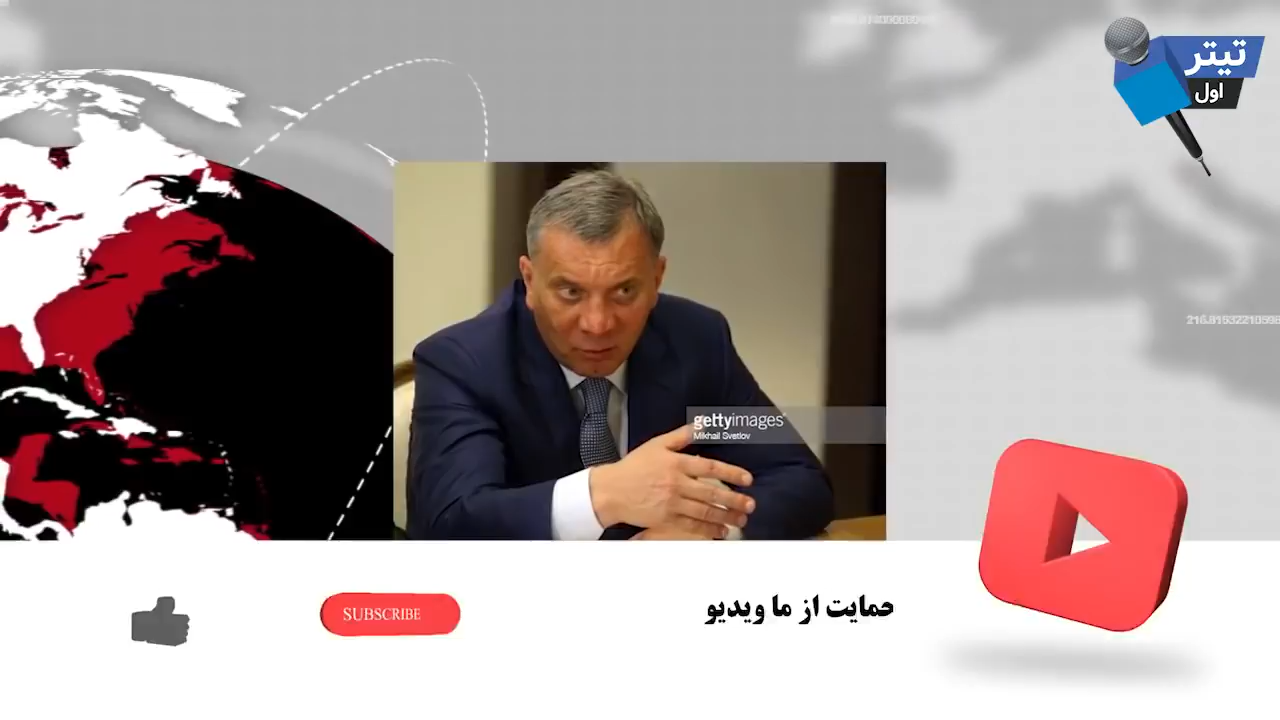 تیتر
اول
gettyimages®
Mikhail Svetlov
SUBSCRIBE
حمایت از ما ویدیو